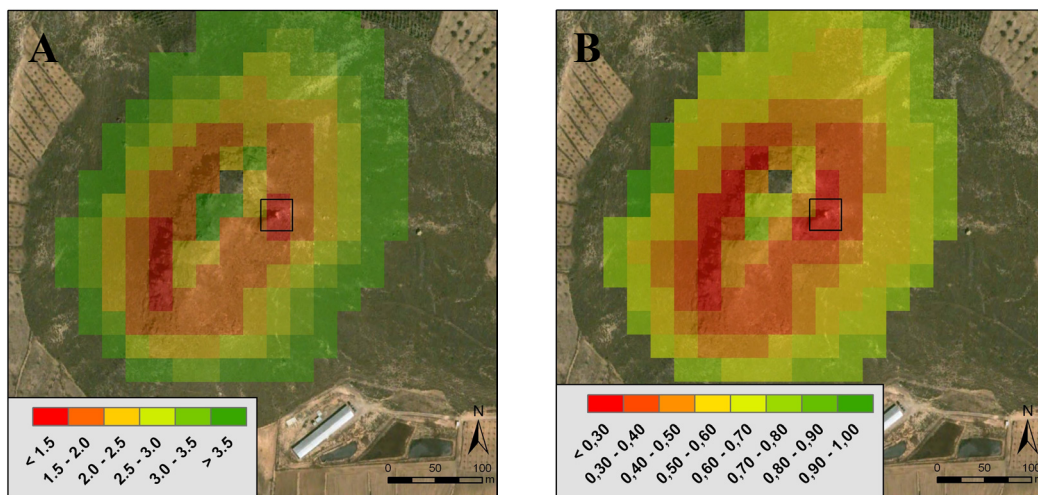 A
B
N
N
< 1.5
1.5 - 2.0
2.0 - 2.5
2.5 - 3.0
3.0 - 3.5
> 3.5
0 50 100
m
< 0,30
0,30 - 0,40
0,40 - 0,50
0,50 - 0,60
0,60 - 0,70
0,70 - 0,80
0,80 - 0,90
0,90 - 1,00
0 50 100
m